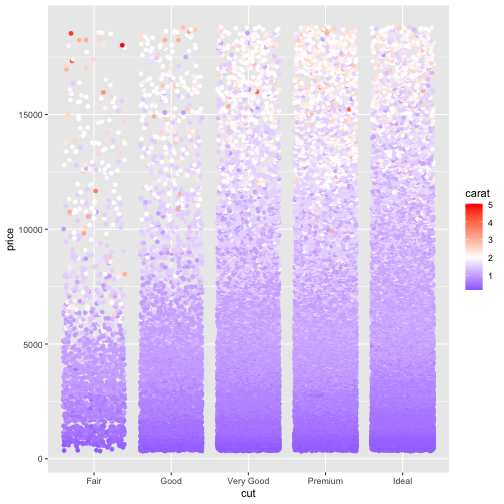 15000
10000
5000
0
price
Fair
Good
Very Good
Premium
Ideal
cut
carat
5
4
3
2
1